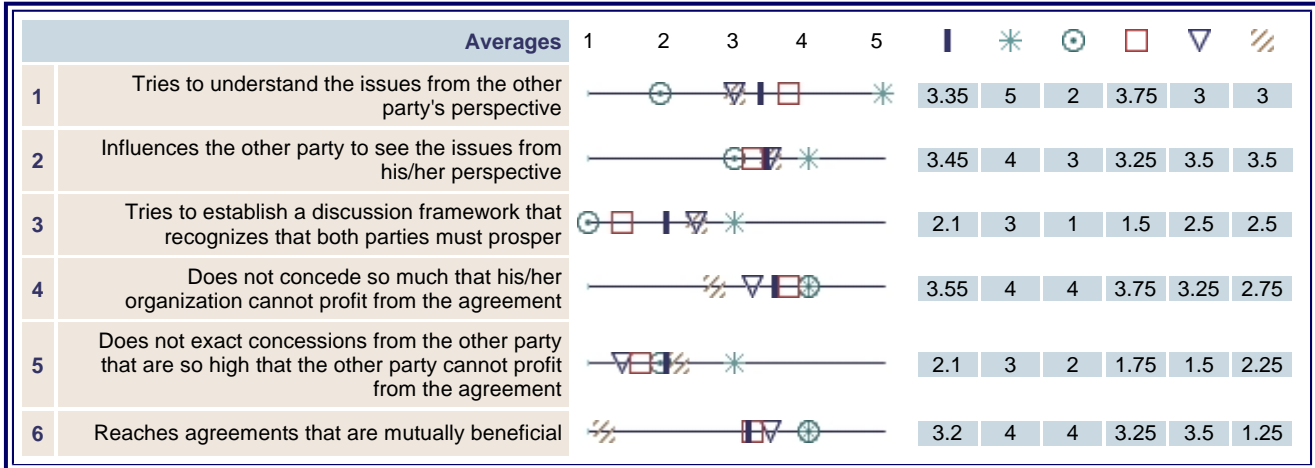 Averages 1 2 3 4 5
1 Tries to understand the issues from the other
party's perspective 3.35 5 2 3.75 3 3
2 Influences the other party to see the issues from
his/her perspective 3.45 4 3 3.25 3.5 3.5
3 Tries to establish a discussion framework that
recognizes that both parties must prosper 2.1 3 1 1.5 2.5 2.5
4 Does not concede so much that his/her
organization cannot profit from the agreement 3.55 4 4 3.75 3.25 2.75
5 Does not exact concessions from the other party
that are so high that the other party cannot profit
from the agreement 2.1 3 2 1.75 1.5 2.25
6 Reaches agreements that are mutually beneficial 3.2 4 4 3.25 3.5 1.25